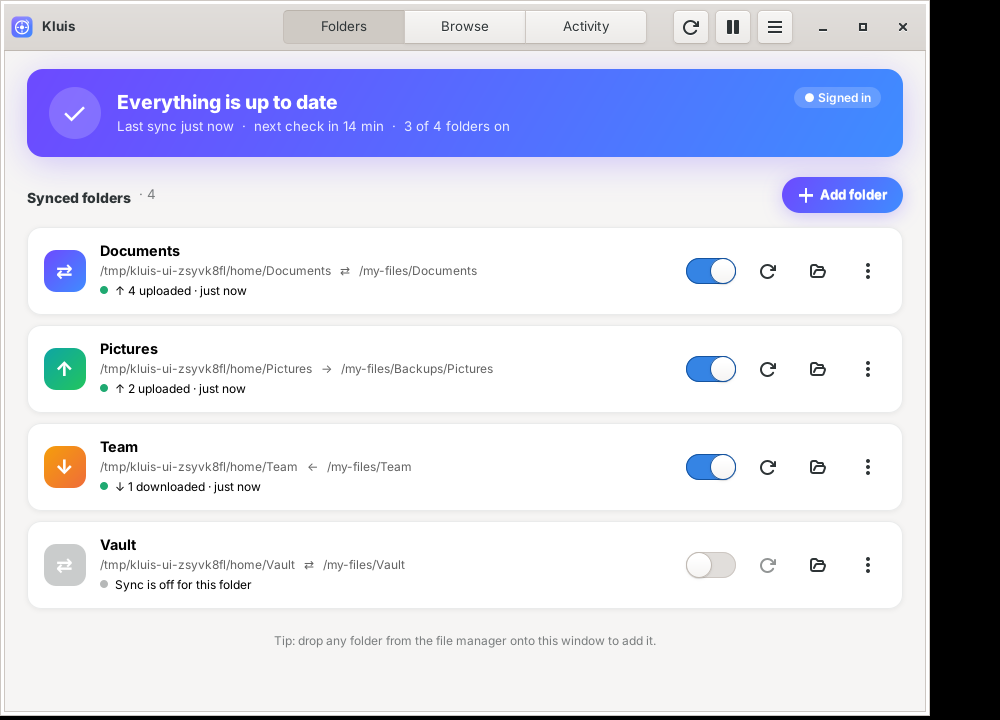 Kluis
Folders
Browse
Activity
Everything is up to date
Last sync just now · next check in 14 min · 3 of 4 folders on
Signed in
Synced folders · 4
Add folder
Documents
/tmp/kluis-ui-zsyvk8fl/home/Documents ⇄ /my-files/Documents
↑ 4 uploaded · just now
Pictures
/tmp/kluis-ui-zsyvk8fl/home/Pictures → /my-files/Backups/Pictures
↑ 2 uploaded · just now
Team
/tmp/kluis-ui-zsyvk8fl/home/Team ← /my-files/Team
↓ 1 downloaded · just now
Vault
/tmp/kluis-ui-zsyvk8fl/home/Vault ⇄ /my-files/Vault
Sync is off for this folder
Tip: drop any folder from the file manager onto this window to add it.